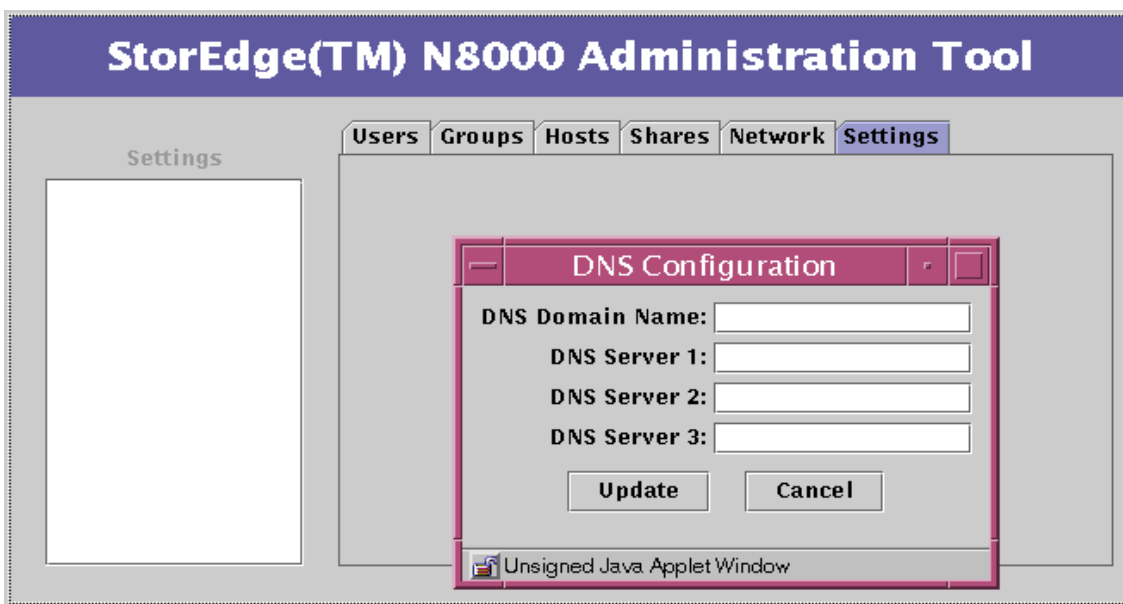 StorEdge(TM) N8000 Administration Tool
Users Groups Hosts Shares Network Settings
Settings
DNS Configuration
DNS Domain Name:
DNS Server 1:
DNS Server 2:
DNS Server 3:
Update Cancel
Unsigned Java Applet Window